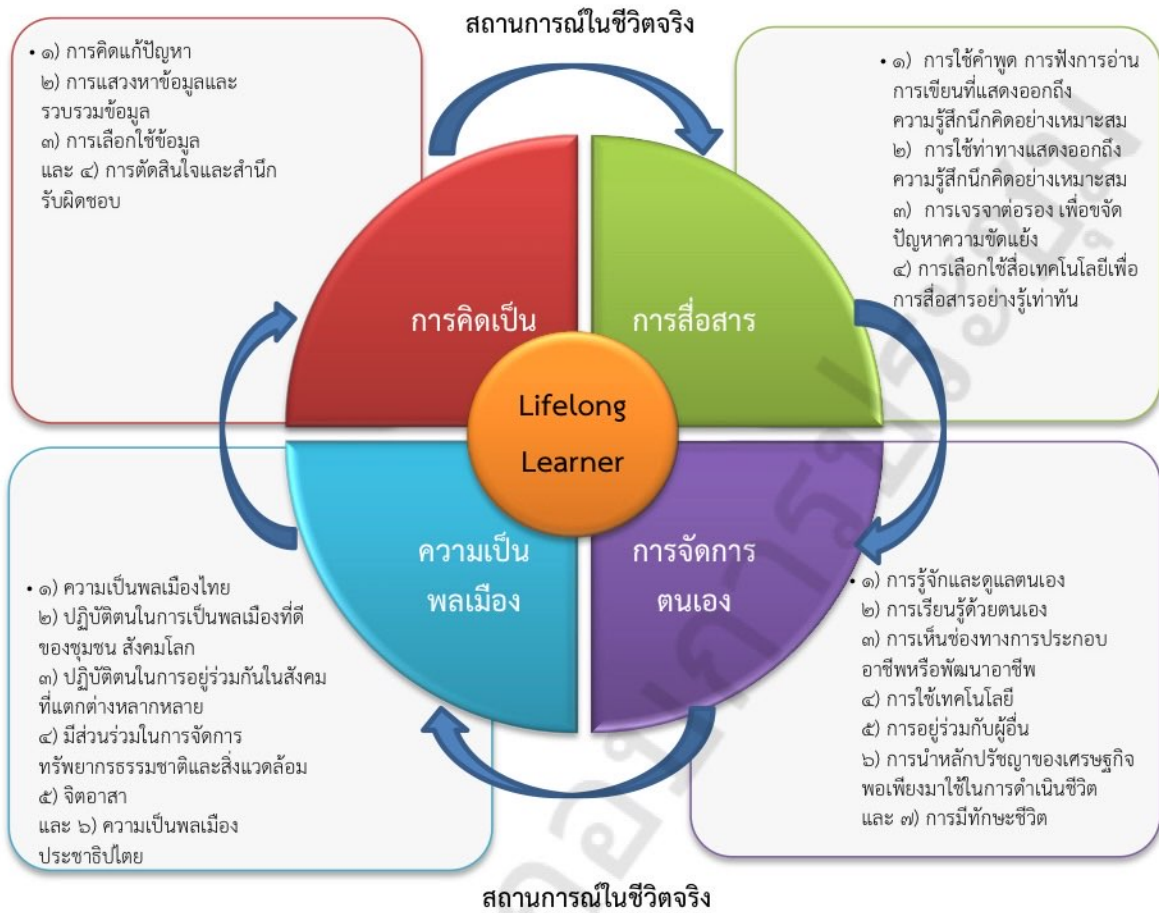 สถานการณ์ในชีวิตจริง
• ๑) การคิดแก้ปัญหา
๒) การแสวงหาข้อมูลและ
รวบรวมข้อมูล
๓) การเลือกใช้ข้อมูล
และ ๔) การตัดสินใจและสำนึก
รับผิดชอบ
• ๑) การใช้คำพูด การฟังการอ่าน
การเขียนที่แสดงออกถึง
ความรู้สึกนึกคิดอย่างเหมาะสม
๒) การใช้ท่าทางแสดงออกถึง
ความรู้สึกนึกคิดอย่างเหมาะสม
๓) การเจรจาต่อรอง เพื่อขจัด
ปัญหาความขัดแย้ง
๔) การเลือกใช้สื่อเทคโนโลยีเพื่อ
การสื่อสารอย่างรู้เท่าทัน
การคิดเป็น
การสื่อสาร
Lifelong
Learner
ความเป็น
พลเมือง
การจัดการ
ตนเอง
• ๑) ความเป็นพลเมืองไทย
๒) ปฏิบัติตนในการเป็นพลเมืองที่ดี
ของชุมชน สังคมโลก
๓) ปฏิบัติตนในการอยู่ร่วมกันในสังคม
ที่แตกต่างหลากหลาย
๔) มีส่วนร่วมในการจัดการ
ทรัพยากรธรรมชาติและสิ่งแวดล้อม
๕) จิตอาสา
และ ๖) ความเป็นพลเมือง
ประชาธิปไตย
• ๑) การรู้จักและดูแลตนเอง
๒) การเรียนรู้ด้วยตนเอง
๓) การเห็นช่องทางการประกอบ
อาชีพหรือพัฒนาอาชีพ
๔) การใช้เทคโนโลยี
๕) การอยู่ร่วมกับผู้อื่น
๖) การนำหลักปรัชญาของเศรษฐกิจ
พอเพียงมาใช้ในการดำเนินชีวิต
และ ๗) การมีทักษะชีวิต
สถานการณ์ในชีวิตจริง